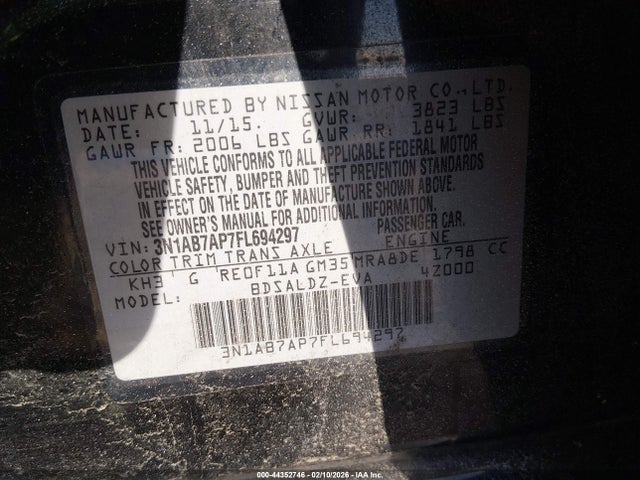 MANUFACTURED BY NISSAN MOTOR CO.,LTD.
DATE: 11/15. GVWR: 3823 LBS
GAWR FR: 2006 LBS GAWR RR: 1841 LBS
THIS VEHICLE CONFORMS TO ALL APPLICABLE FEDERAL MOTOR
VEHICLE SAFETY, BUMPER AND THEFT PREVENTION STANDARDS
IN EFFECT ON THE DATE OF MANUFACTURE SHOWN ABOVE.
SEE OWNER'S MANUAL FOR ADDITIONAL INFORMATION.
VIN: 3N1AB7AP7FL694297 PASSENGER CAR.
COLOR TRIM TRANS AXLE ENGINE
KH3 G RE0F11A GM35 MRA8DE 1798 CC
MODEL: BDSALDZ-EVA 4Z000
3N1AB7AP7FL694297
000-44352746 - 02/10/2026 - IAA Inc.